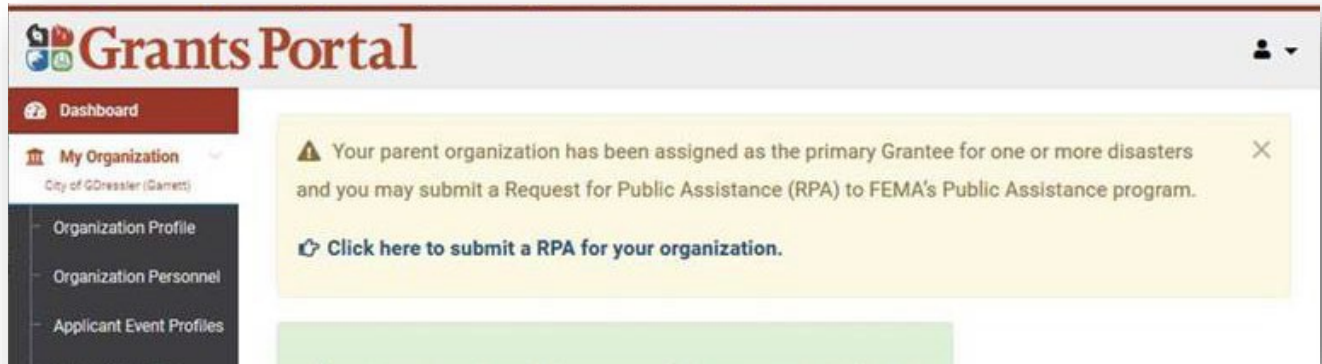 Grants Portal
Dashboard
My Organization
City of GDressler (Garrett)
Organization Profile
Organization Personnel
Applicant Event Profiles
Your parent organization has been assigned as the primary Grantee for one or more disasters
and you may submit a Request for Public Assistance (RPA) to FEMA's Public Assistance program.
Click here to submit a RPA for your organization.